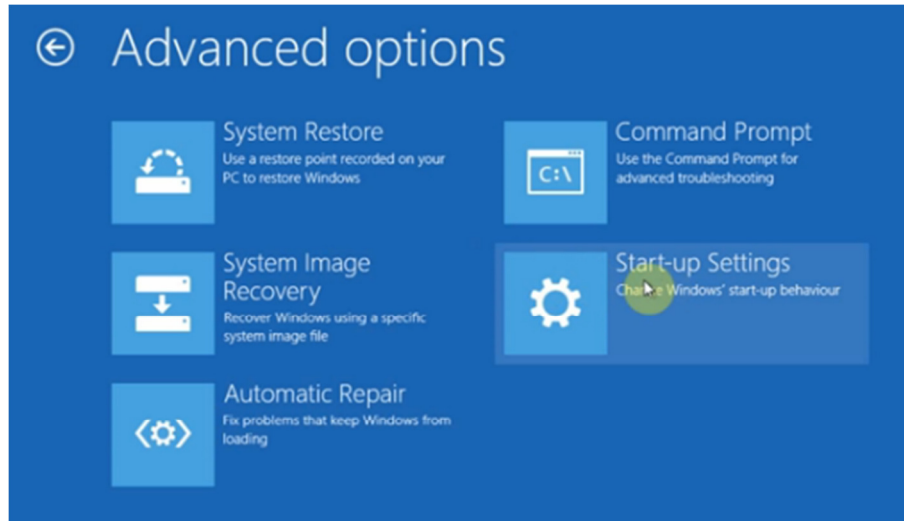 Advanced options
System Restore
Use a restore point recorded on your
PC to restore Windows
System Image
Recovery
Recover Windows using a specific
system image file
Automatic Repair
Fix problems that keep Windows from
loading
Command Prompt
Use the Command Prompt for
advanced troubleshooting
C:\
Start-up Settings
Change Windows' start-up behaviour